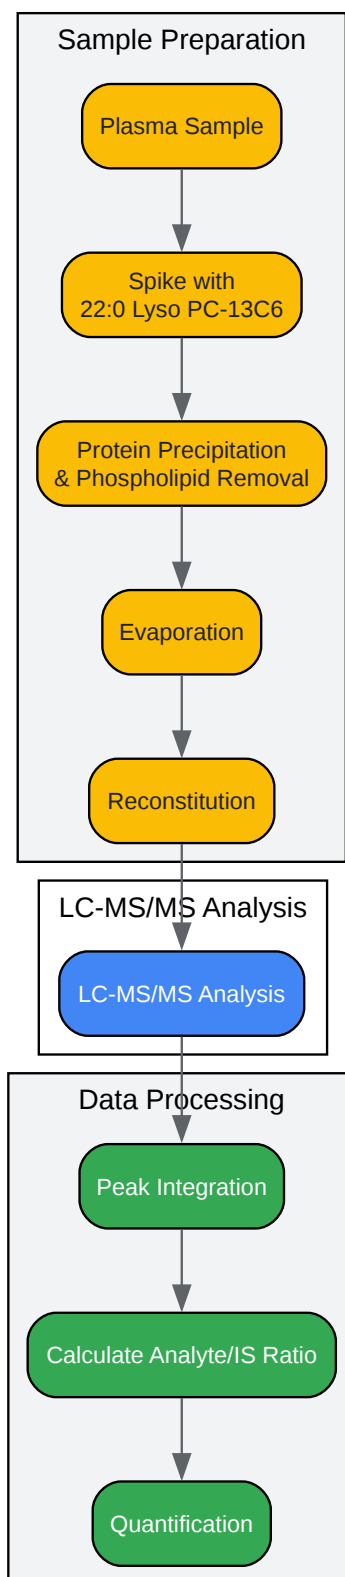 Sample Preparation
Plasma Sample
Spike with
22:0 Lyso PC-13C6
Protein Precipitation
& Phospholipid Removal
Evaporation
Reconstitution
LC-MS/MS Analysis
LC-MS/MS Analysis
Data Processing
Peak Integration
Calculate Analyte/IS Ratio
Quantification